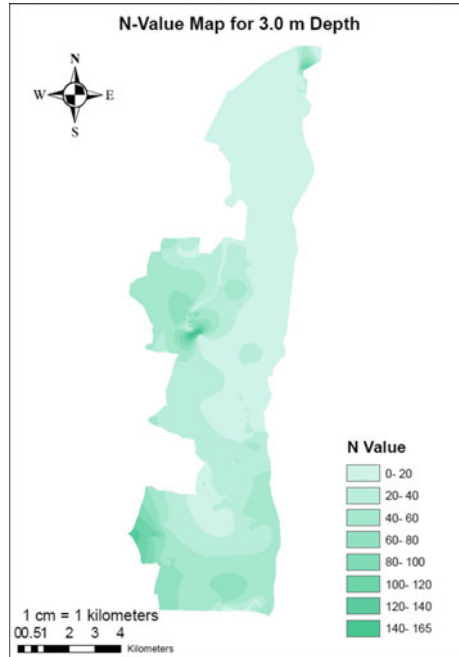 N-Value Map for 3.0 m Depth
N
W E
S
N Value
0- 20
20- 40
40- 60
60- 80
80- 100
100- 120
120- 140
140- 165
1 cm = 1 kilometers
00.51 2 3 4
Kilometers